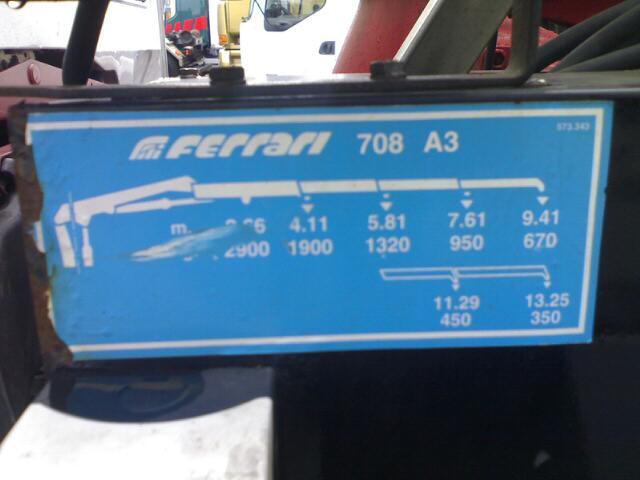 FERRARI 708 A3
573.343
m. 4.11 5.81 7.61 9.41
2900 1900 1320 950 670
11.29 13.25
450 350